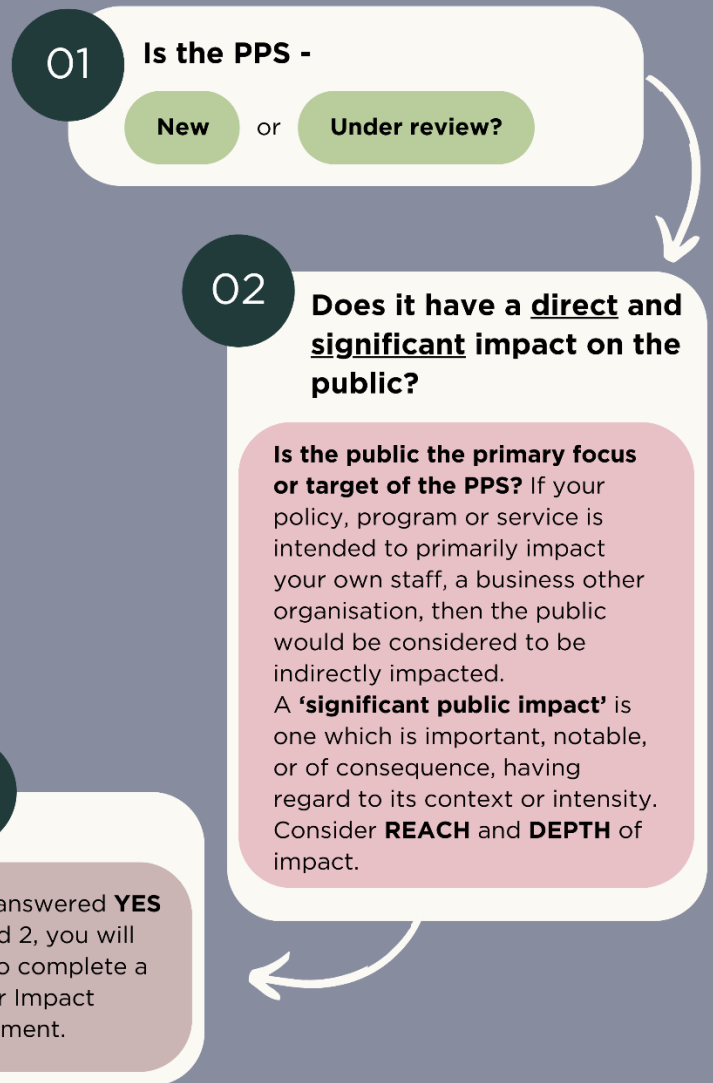 01
Is the PPS -
New or Under review?
02
Does it have a direct and
significant impact on the
public?
Is the public the primary focus
or target of the PPS? If your
policy, program or service is
intended to primarily impact
your own staff, a business other
organisation, then the public
would be considered to be
indirectly impacted.
A ‘significant public impact’ is
one which is important, notable,
or of consequence, having
regard to its context or intensity.
Consider REACH and DEPTH of
impact.
answered YES
d 2, you will
o complete a
r Impact
ment.